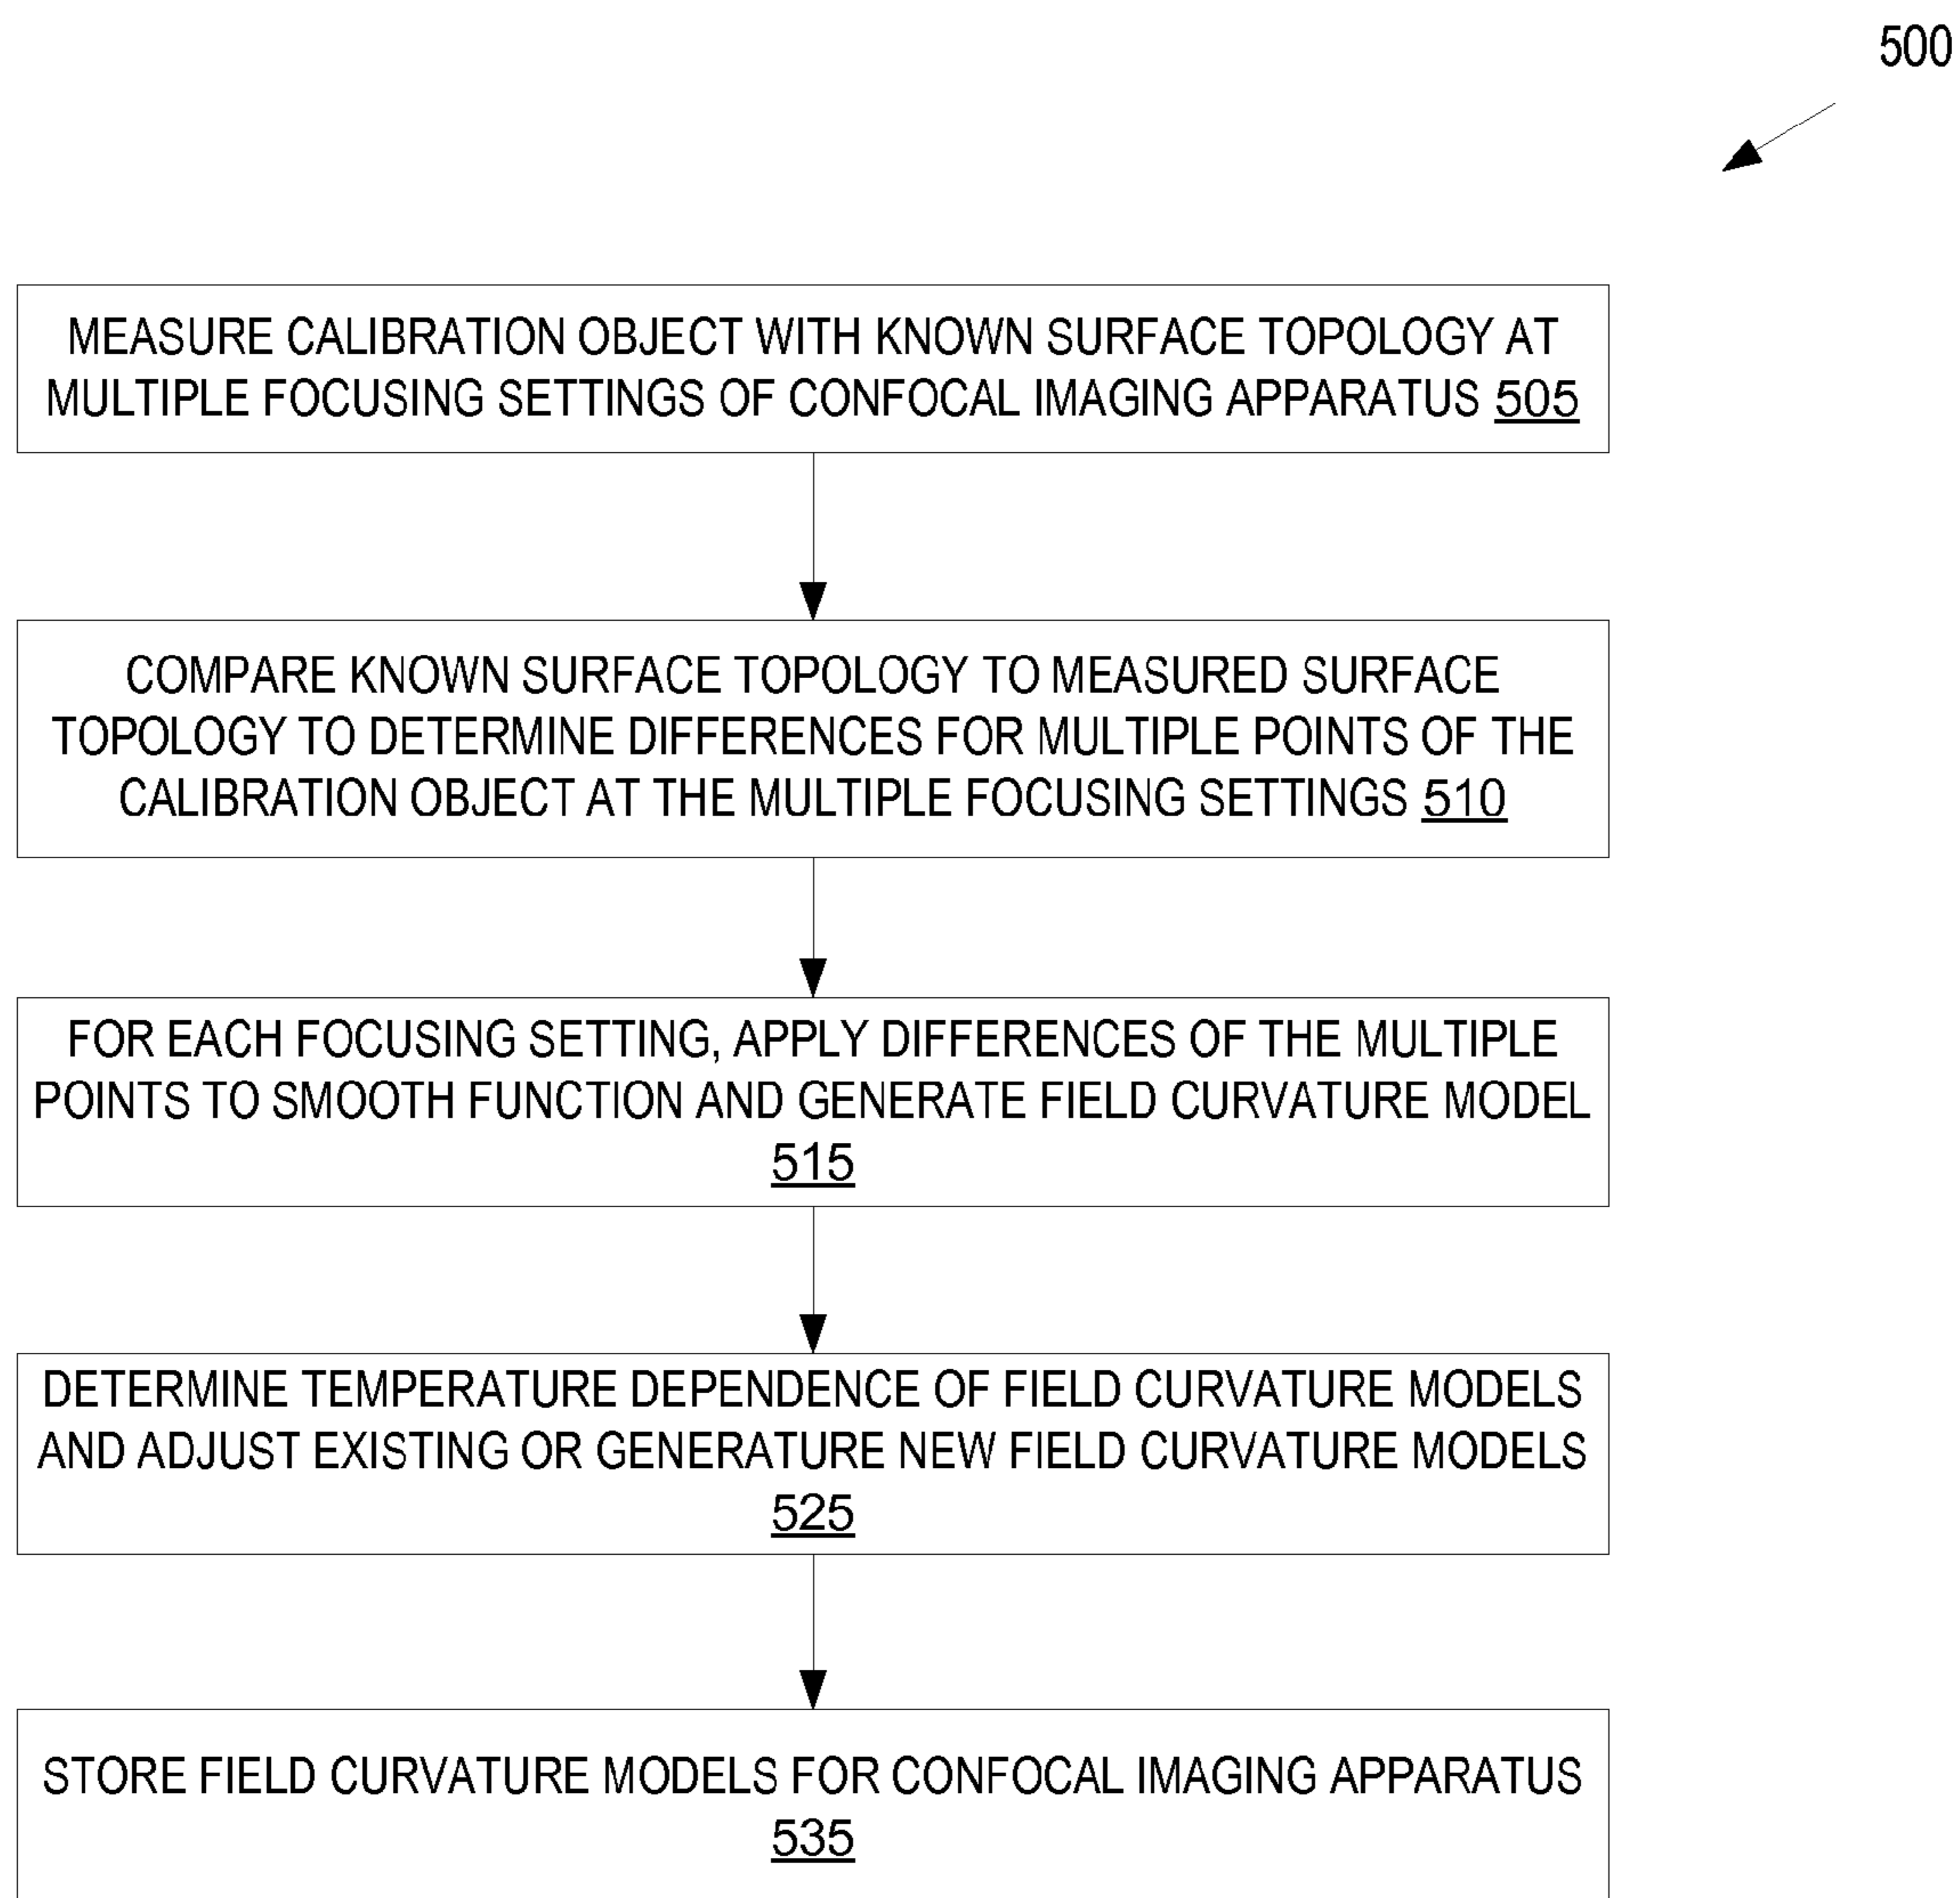 500
MEASURE CALIBRATION OBJECT WITH KNOWN SURFACE TOPOLOGY AT
MULTIPLE FOCUSING SETTINGS OF CONFOCAL IMAGING APPARATUS 505
COMPARE KNOWN SURFACE TOPOLOGY TO MEASURED SURFACE
TOPOLOGY TO DETERMINE DIFFERENCES FOR MULTIPLE POINTS OF THE
CALIBRATION OBJECT AT THE MULTIPLE FOCUSING SETTINGS 510
FOR EACH FOCUSING SETTING, APPLY DIFFERENCES OF THE MULTIPLE
POINTS TO SMOOTH FUNCTION AND GENERATE FIELD CURVATURE MODEL
515
DETERMINE TEMPERATURE DEPENDENCE OF FIELD CURVATURE MODELS
AND ADJUST EXISTING OR GENERATURE NEW FIELD CURVATURE MODELS
525
STORE FIELD CURVATURE MODELS FOR CONFOCAL IMAGING APPARATUS
535